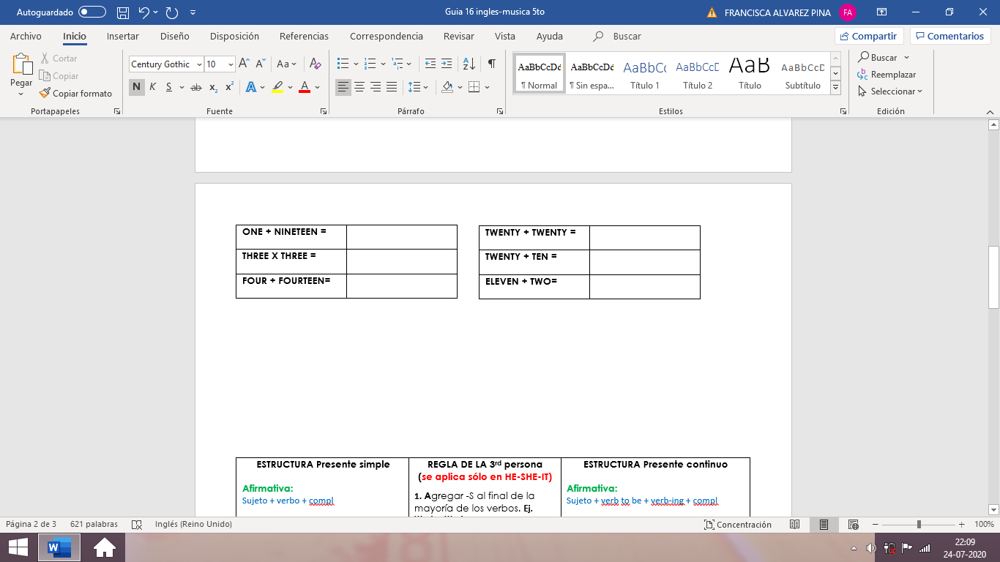 Autoguardado
Guia 16 ingles-musica 5to
FRANCISCA ALVAREZ PINA
FA
Archivo Inicio Insertar Diseño Disposición Referencias Correspondencia Revisar Vista Ayuda Buscar
Compartir Comentarios
Pegar
Cortar
Copiar
Copiar formato
Portapapeles
Century Gothic 10
N K S ab x₂ x² A A
Fuente
Párrafo
AaBbCcDd AaBbCcDd AaBbCc AaBbCcD AaB AaBbCcD
¶ Normal ¶ Sin espa... Título 1 Título 2 Título Subtítulo
Estilos
Buscar
Reemplazar
Seleccionar
Edición
ONE + NINETEEN =
THREE X THREE =
FOUR + FOURTEEN=
TWENTY + TWENTY =
TWENTY + TEN =
ELEVEN + TWO=
ESTRUCTURA Presente simple
Afirmativa:
Sujeto + verbo + compl
REGLA DE LA 3rd persona
(se aplica sólo en HE-SHE-IT)
1. Agregar -S al final de la
mayoría de los verbos. Ej.
ESTRUCTURA Presente continuo
Afirmativa:
Sujeto + verb to be + verb-ing + compl
Página 2 de 3 621 palabras Inglés (Reino Unido)
Concentración 100%
22:09
24-07-2020